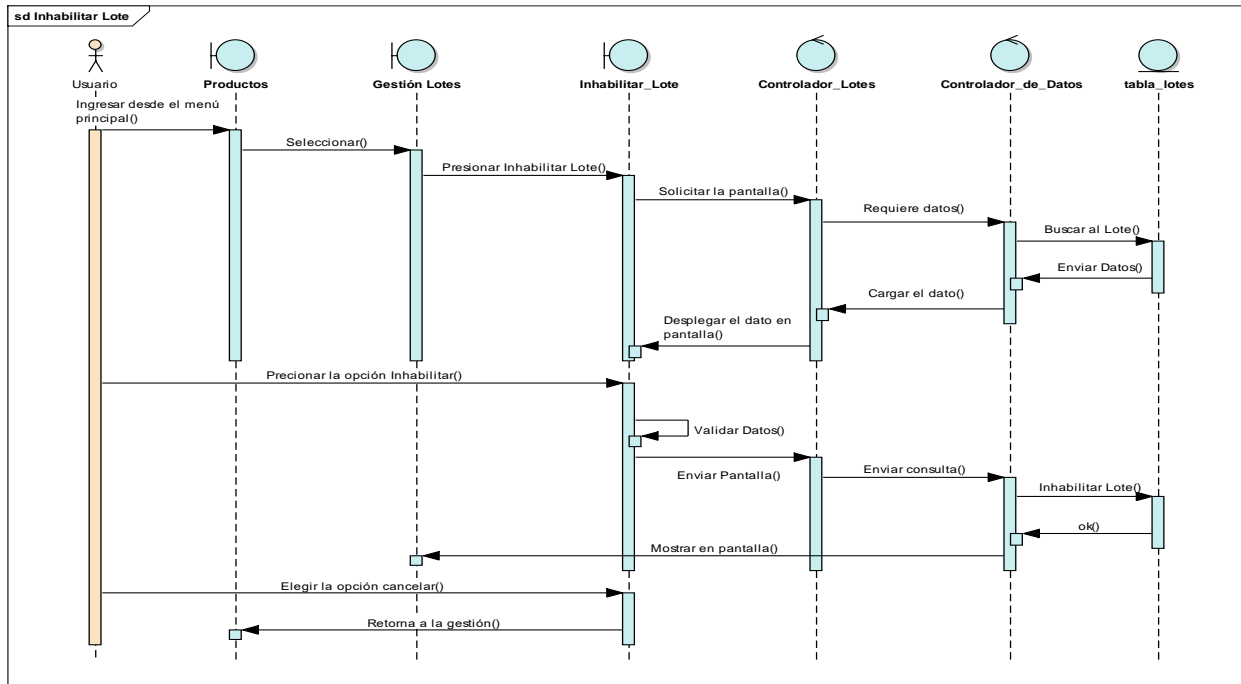 sd Inhabilitar Lote
Usuario
Productos
Gestión Lotes
Inhabilitar_Lote
Controlador_Lotes
Controlador_de_Datos
tabla_lotes
Ingresar desde el menú
principal()
Seleccionar()
Presionar Inhabilitar Lote()
Solicitar la pantalla()
Requiere datos()
Buscar al Lote()
Enviar Datos()
Cargar el dato()
Desplegar el dato en
pantalla()
Precionar la opción Inhabilitar()
Validar Datos()
Enviar Pantalla()
Enviar consulta()
Inhabilitar Lote()
ok()
Mostrar en pantalla()
Elegir la opción cancelar()
Retorna a la gestión()